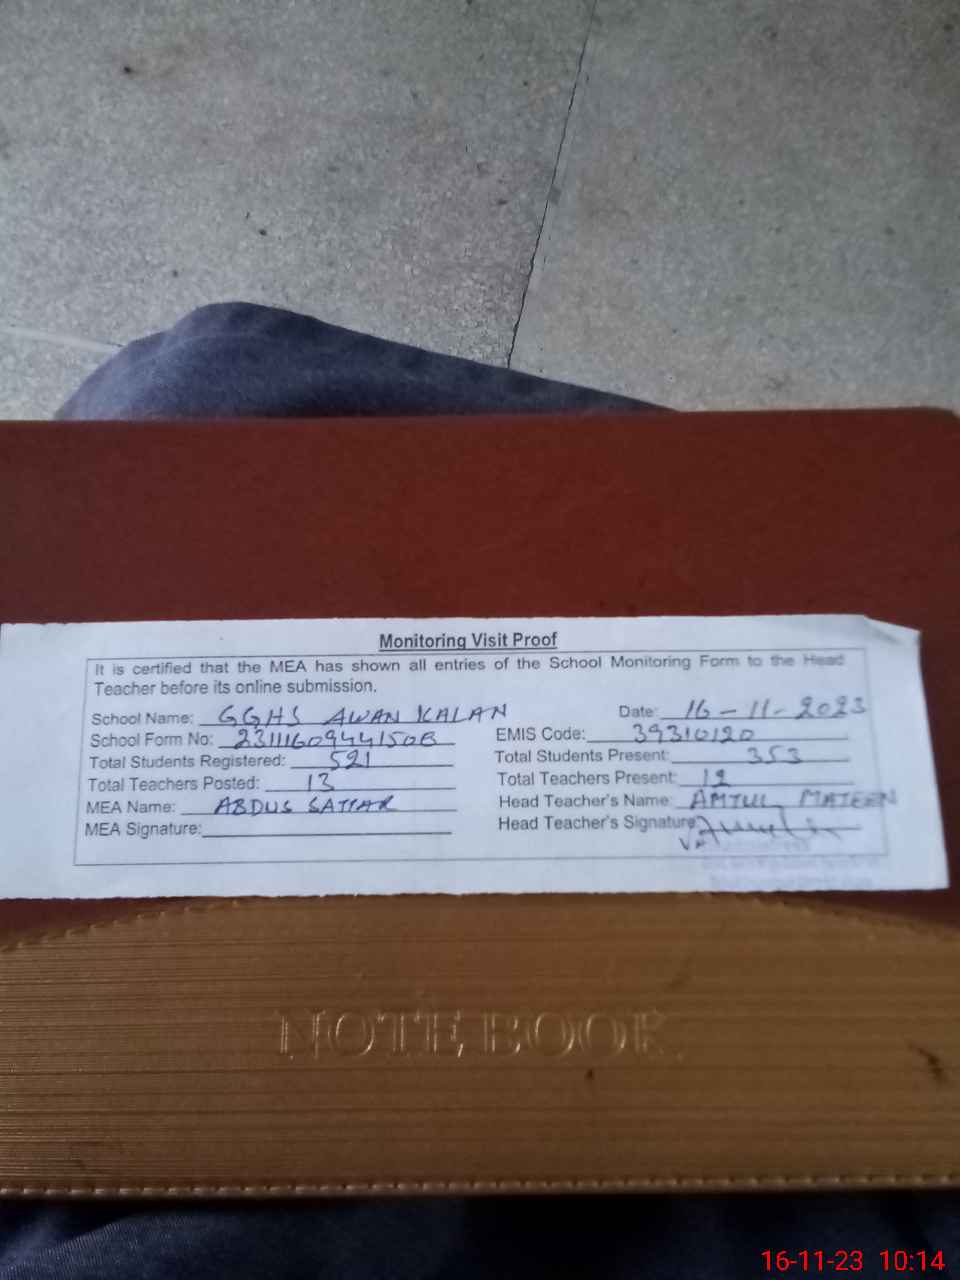 Monitoring Visit Proof
It is certified that the MEA has shown all entries of the School Monitoring Form to the Head
Teacher before its online submission.
School Name: GGHS AWAN KALAN Date: 16-11-2023
School Form No: 231116094415OB EMIS Code: 39310120
Total Students Registered: 521 Total Students Present: 353
Total Teachers Posted: 13 Total Teachers Present: 12
MEA Name: ABDUS SATTAR Head Teacher's Name: AMTUL MATEEN
MEA Signature: Head Teacher's Signature
NOTE BOOK
16-11-23 10:14